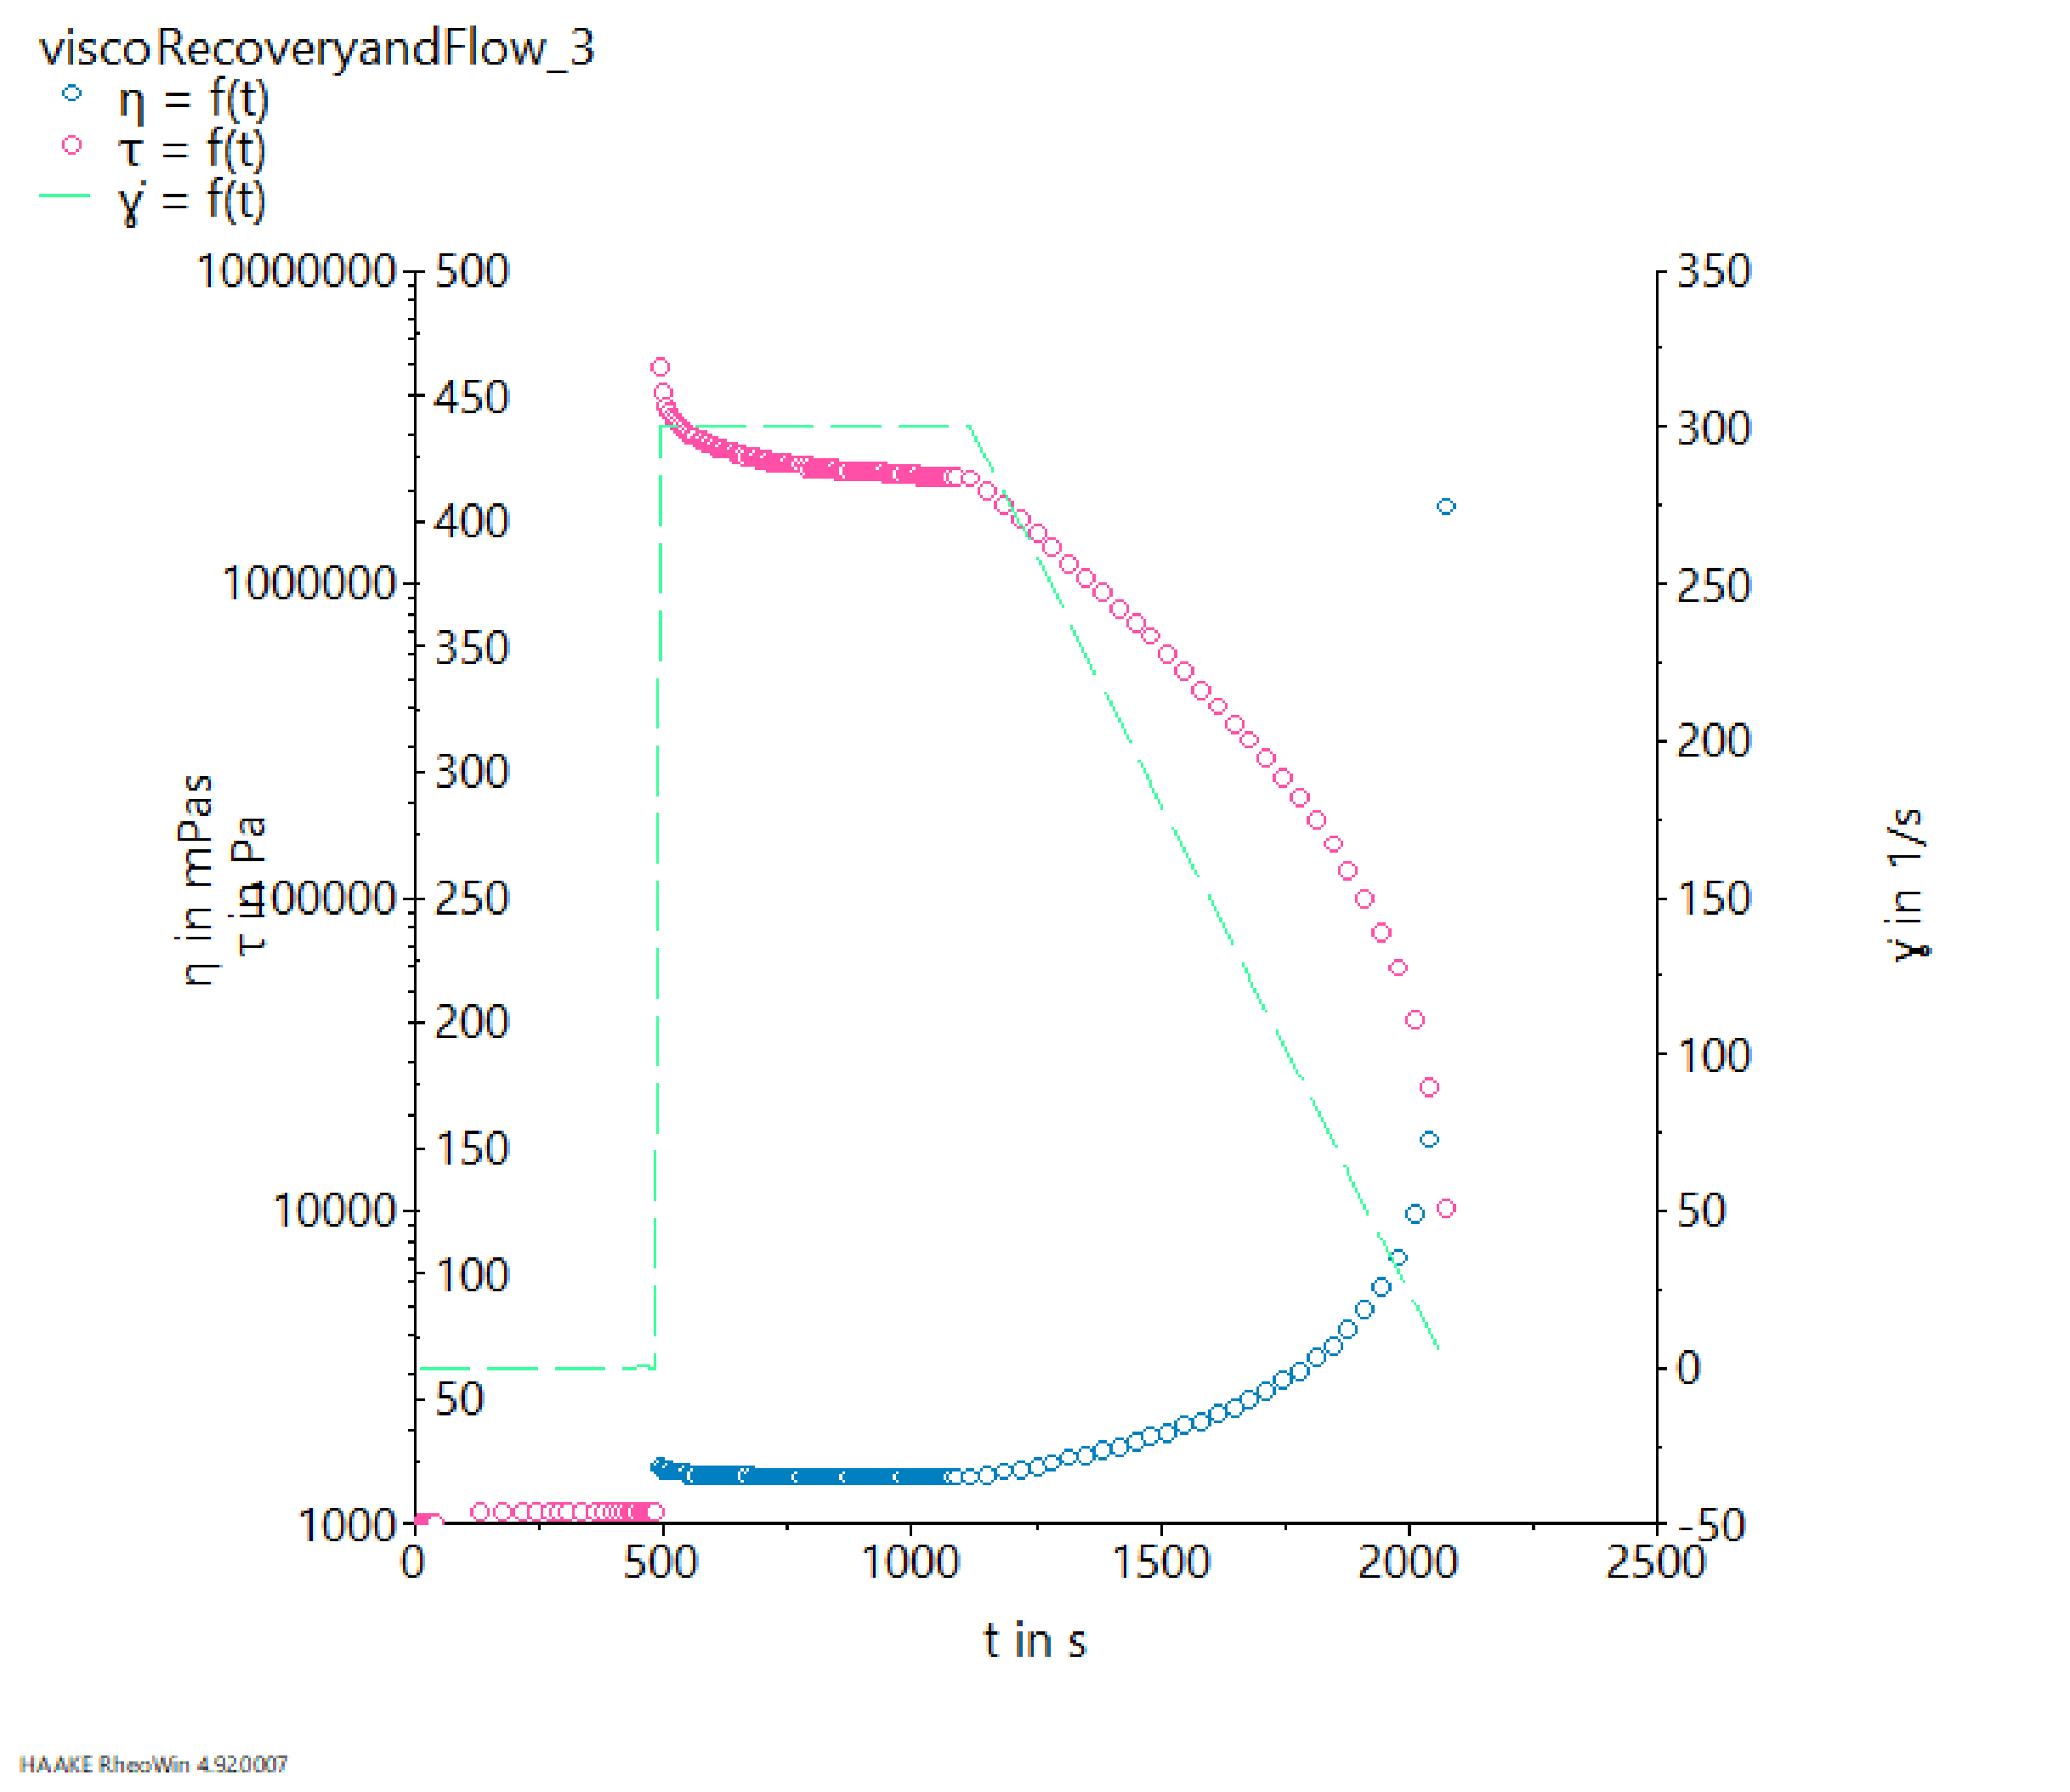 viscoRecoveryandFlow_3
η = f(t)
τ = f(t)
γ̇ = f(t)
10000000
1000000
100000
10000
1000
500
450
400
350
300
250
200
150
100
50
350
300
250
200
150
100
50
0
-50
η in mPas
τ in Pa
γ̇ in 1/s
0 500 1000 1500 2000 2500
t in s
HAAKE RheoWin 4.92.0007